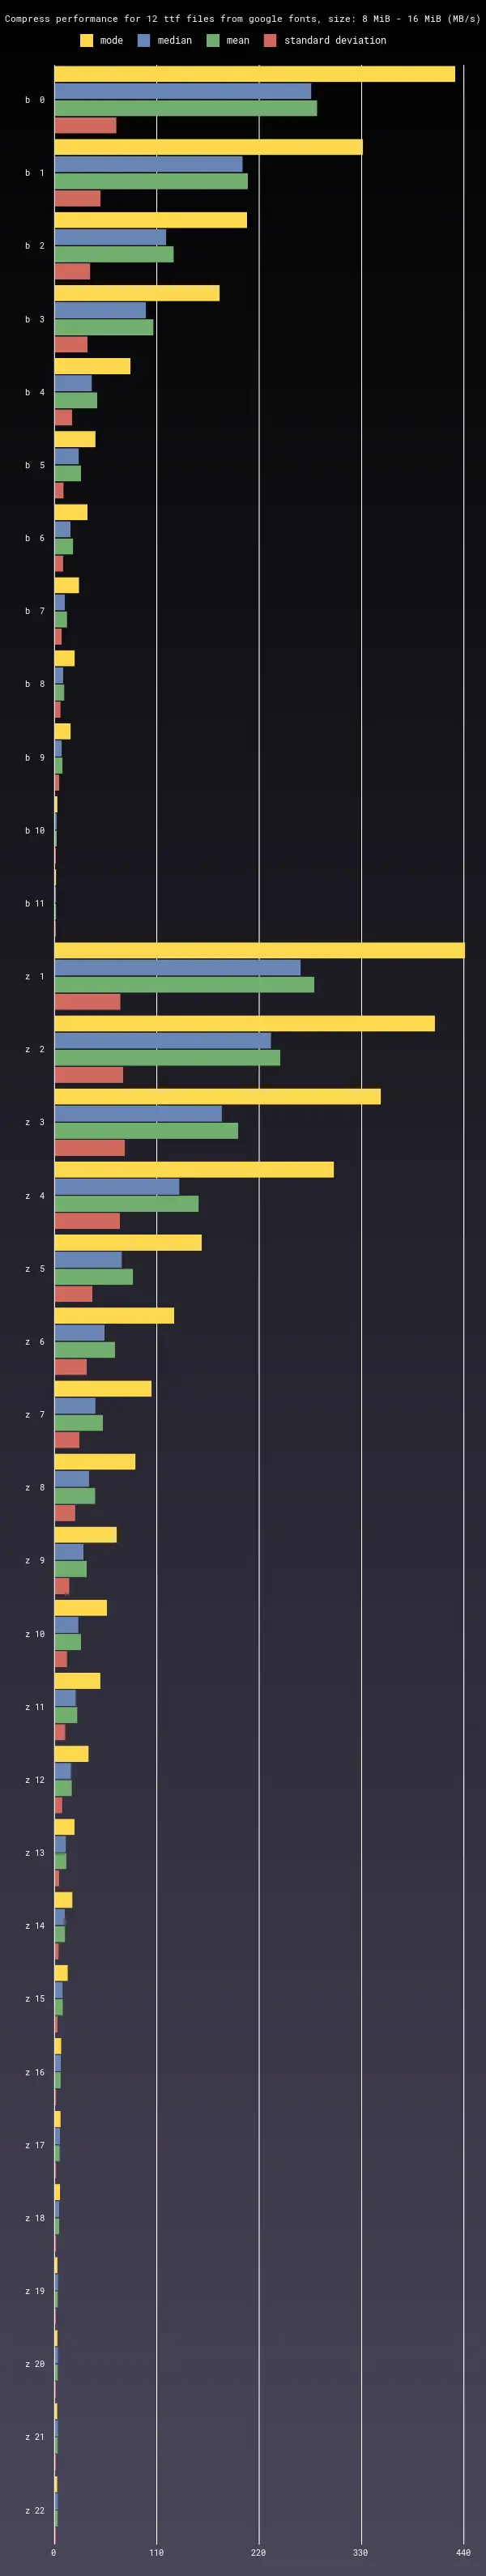 Compress performance for 12 ttf files from google fonts, size: 8 MiB - 16 MiB (MB/s)
mode median mean standard deviation
b 0
b 1
b 2
b 3
b 4
b 5
b 6
b 7
b 8
b 9
b 10
b 11
z 1
z 2
z 3
z 4
z 5
z 6
z 7
z 8
z 9
z 10
z 11
z 12
z 13
z 14
z 15
z 16
z 17
z 18
z 19
z 20
z 21
z 22
0 110 220 330 440